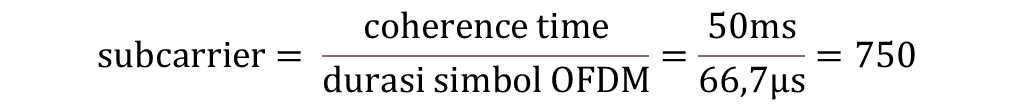 subcarrier = coherence time / durasi simbol OFDM = 50ms / 66,7μs = 750